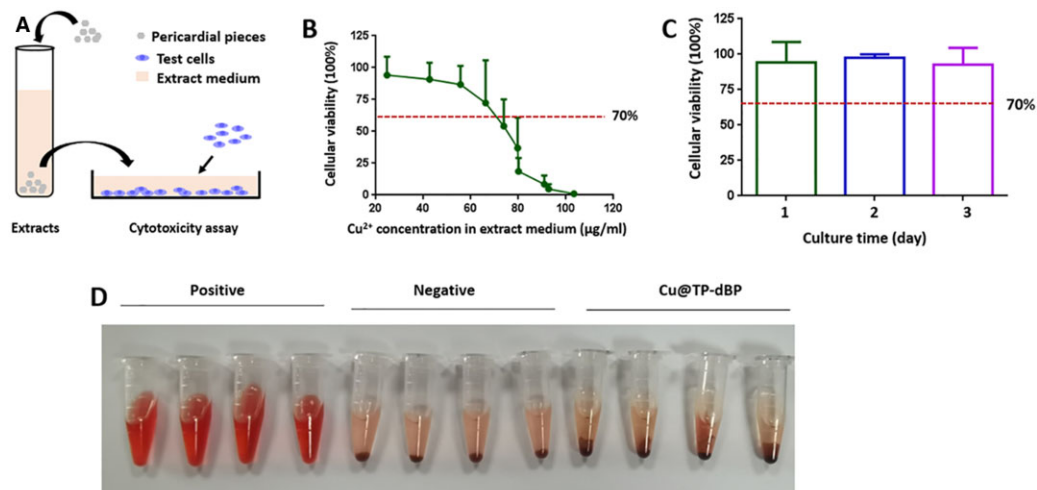 A
Pericardial pieces
Test cells
Extract medium
Extracts
Cytotoxicity assay
B
Cellular viability (100%)
125
100
75
50
25
0
70%
20 40 60 80 100 120
Cu²⁺ concentration in extract medium (μg/ml)
C
Cellular viability (100%)
125
100
75
50
25
0
70%
1 2 3
Culture time (day)
D
Positive
Negative
Cu@TP-dBP